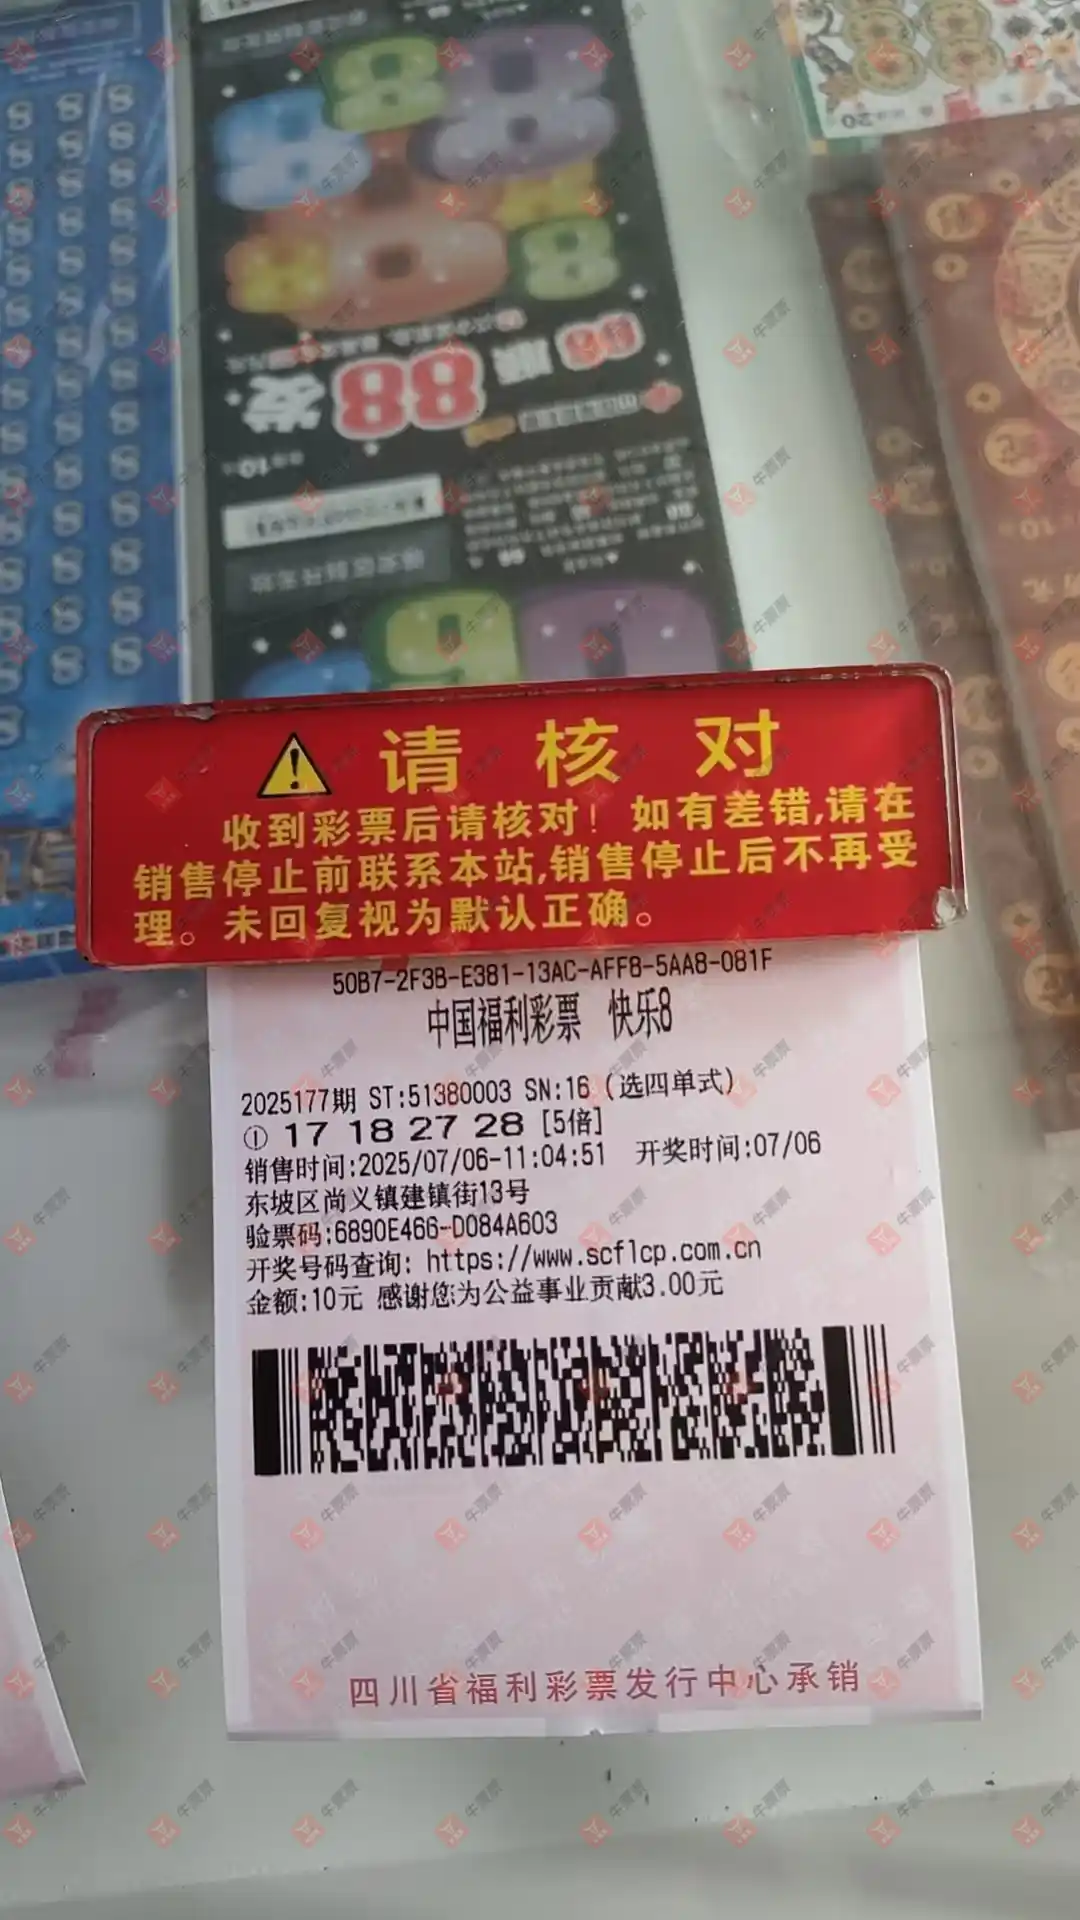 88
发
请核对
收到彩票后请核对！如有差错,请在
销售停止前联系本站,销售停止后不再受
理。未回复视为默认正确。
50B7-2F3B-E381-13AC-AFF8-5AA8-081F
中国福利彩票 快乐8
2025177期 ST:51380003 SN:16 (选四单式)
① 17 18 27 28 [5倍]
销售时间:2025/07/06-11:04:51 开奖时间:07/06
东坡区尚义镇建镇街13号
验票码:6890E466-D084A603
开奖号码查询: https://www.scflcp.com.cn
金额:10元 感谢您为公益事业贡献3.00元
四川省福利彩票发行中心承销
牛票票